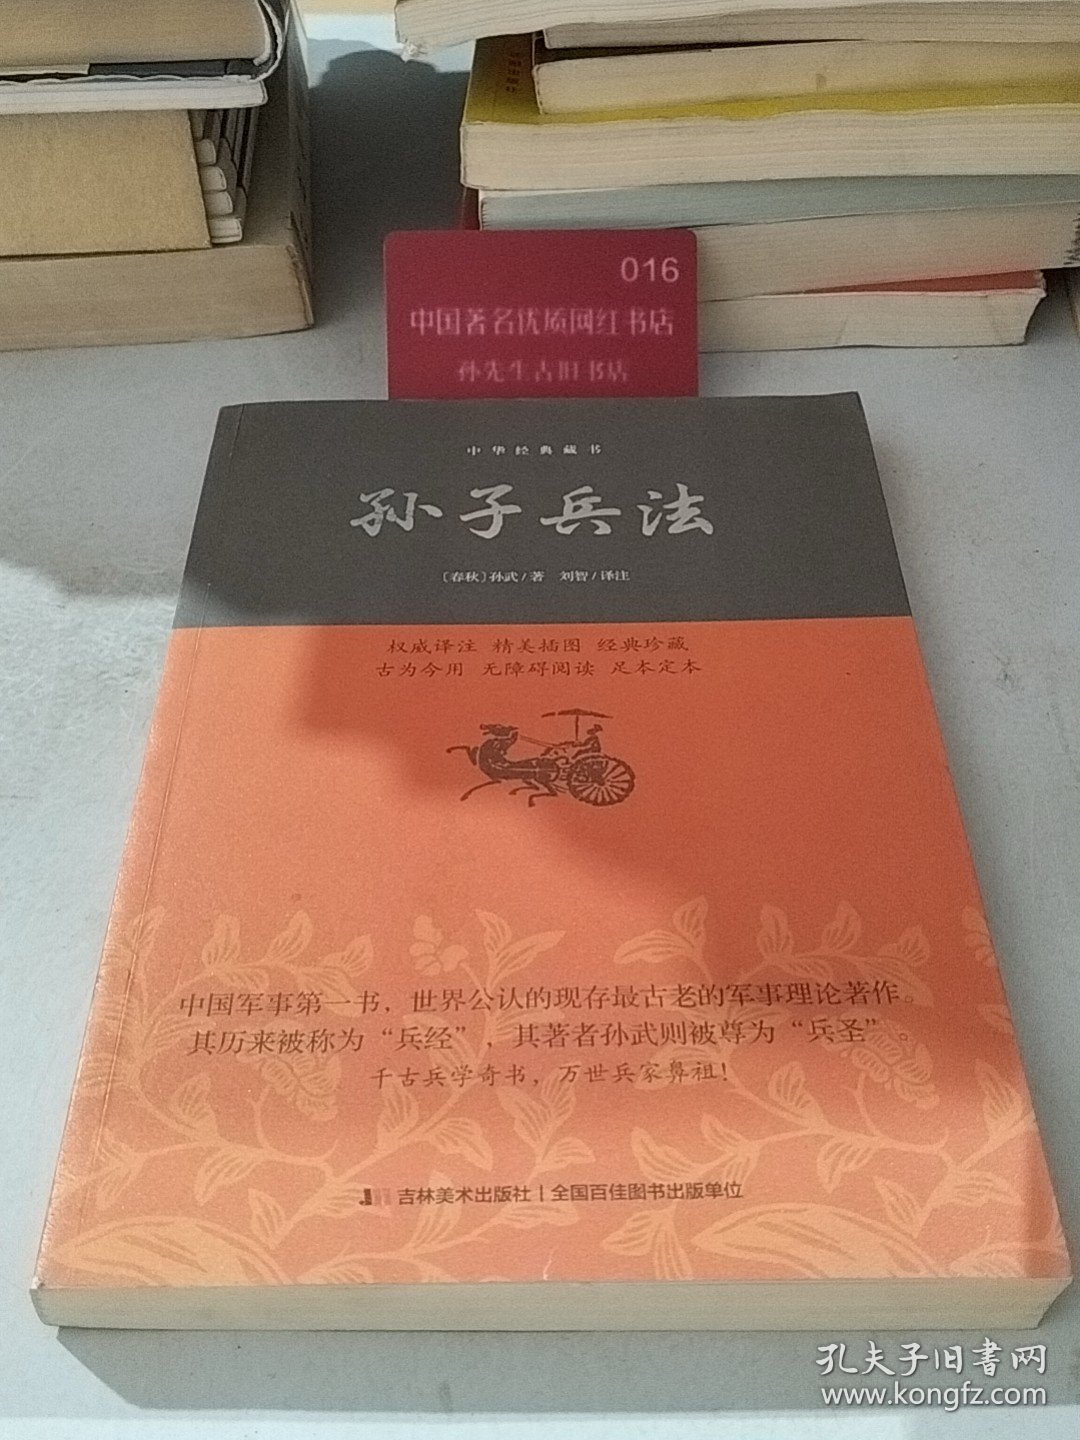 016
中国著名优质网红书店
孙先生古旧书店
中华经典藏书
孙子兵法
〔春秋〕孙武/著 刘智/译注
权威译注 精美插图 经典珍藏
古为今用 无障碍阅读 足本定本
中国军事第一书，世界公认的现存最古老的军事理论著作。
其历来被称为“兵经”，其著者孙武则被尊为“兵圣”。
千古兵学奇书，万世兵家鼻祖！
吉林美术出版社 | 全国百佳图书出版单位
孔夫子旧書网
www.kongfz.com